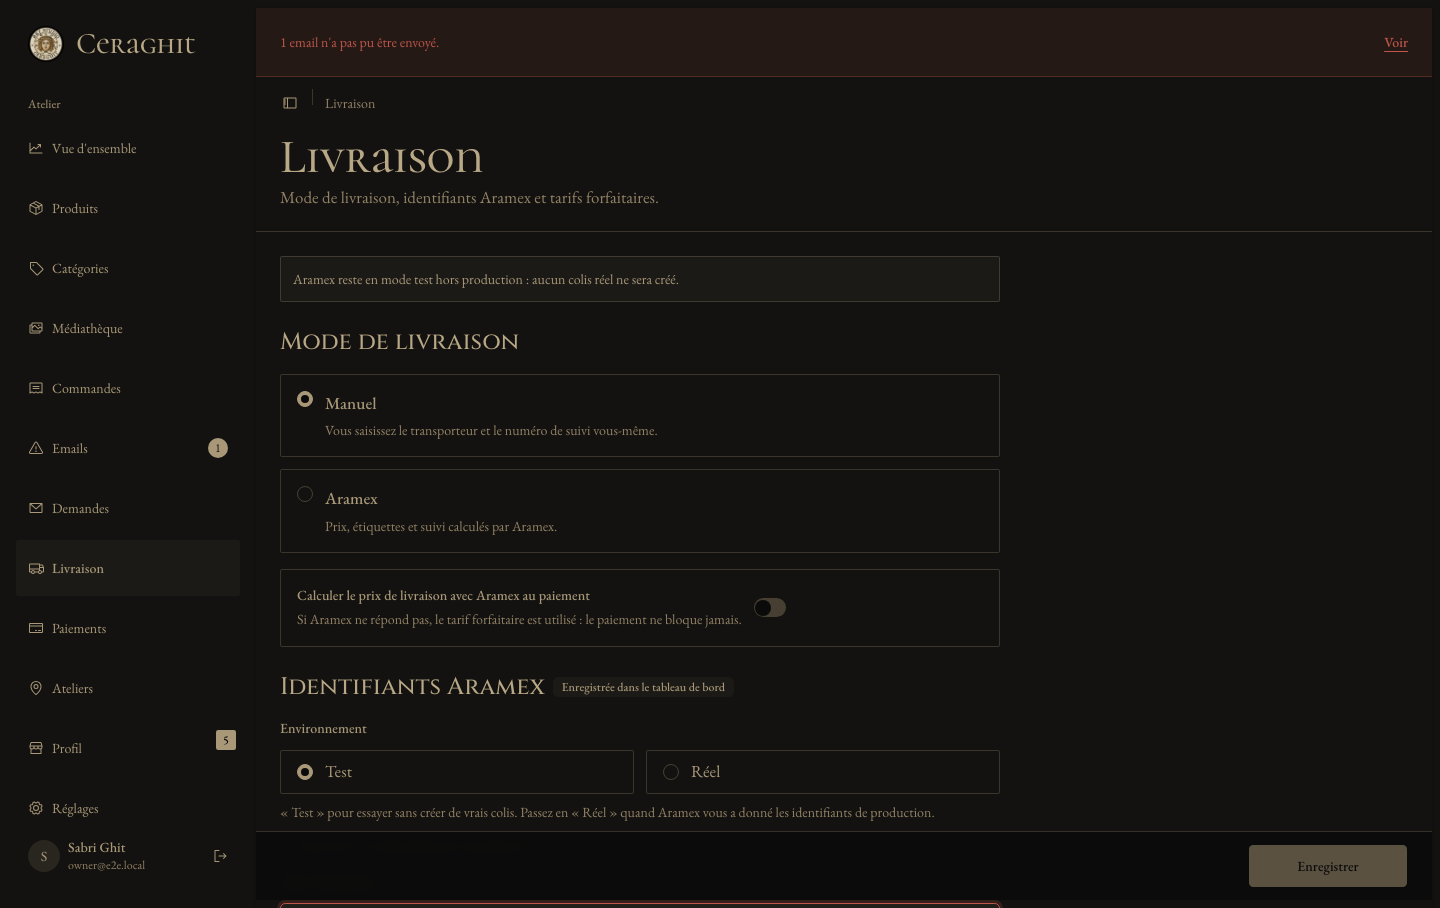 Ceraghit
Atelier
Vue d'ensemble
Produits
Catégories
Médiathèque
Commandes
Emails
1
Demandes
Livraison
Paiements
Ateliers
Profil
5
Réglages
S
Sabri Ghit
owner@e2e.local
1 email n'a pas pu être envoyé.
Voir
Livraison
Livraison
Mode de livraison, identifiants Aramex et tarifs forfaitaires.
Aramex reste en mode test hors production : aucun colis réel ne sera créé.
Mode de livraison
Manuel
Vous saisissez le transporteur et le numéro de suivi vous-même.
Aramex
Prix, étiquettes et suivi calculés par Aramex.
Calculer le prix de livraison avec Aramex au paiement
Si Aramex ne répond pas, le tarif forfaitaire est utilisé : le paiement ne bloque jamais.
Identifiants Aramex
Enregistrée dans le tableau de bord
Environnement
Test
Réel
« Test » pour essayer sans créer de vrais colis. Passez en « Réel » quand Aramex vous a donné les identifiants de production.
Enregistrer